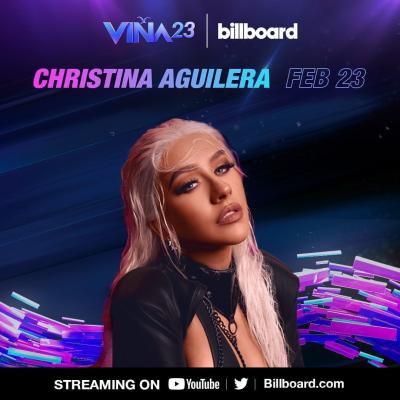 VIÑA23 | billboard
CHRISTINA AGUILERA FEB 23
STREAMING ON YouTube | | Billboard.com